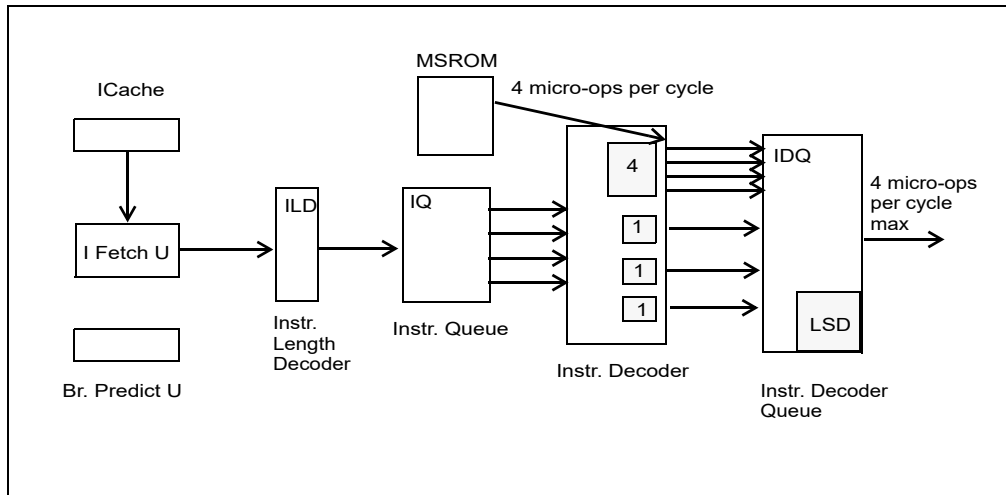 MSROM
ICache
4 micro-ops per cycle
4
IDQ
4 micro-ops
per cycle
max
ILD
IQ
1
I Fetch U
1
1
LSD
Instr.
Length
Decoder
Instr. Queue
Instr. Decoder
Br. Predict U
Instr. Decoder
Queue